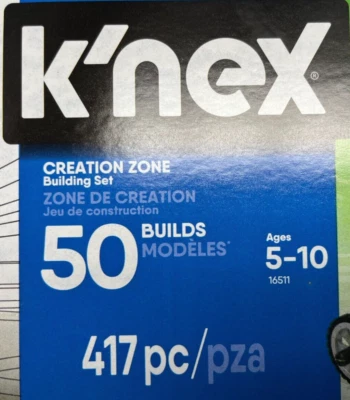 K'nex®
CREATION ZONE
Building Set
ZONE DE CREATION
Jeu de construction
50 BUILDS
MODÈLES*
Ages
5-10
16511
417 pc/pza